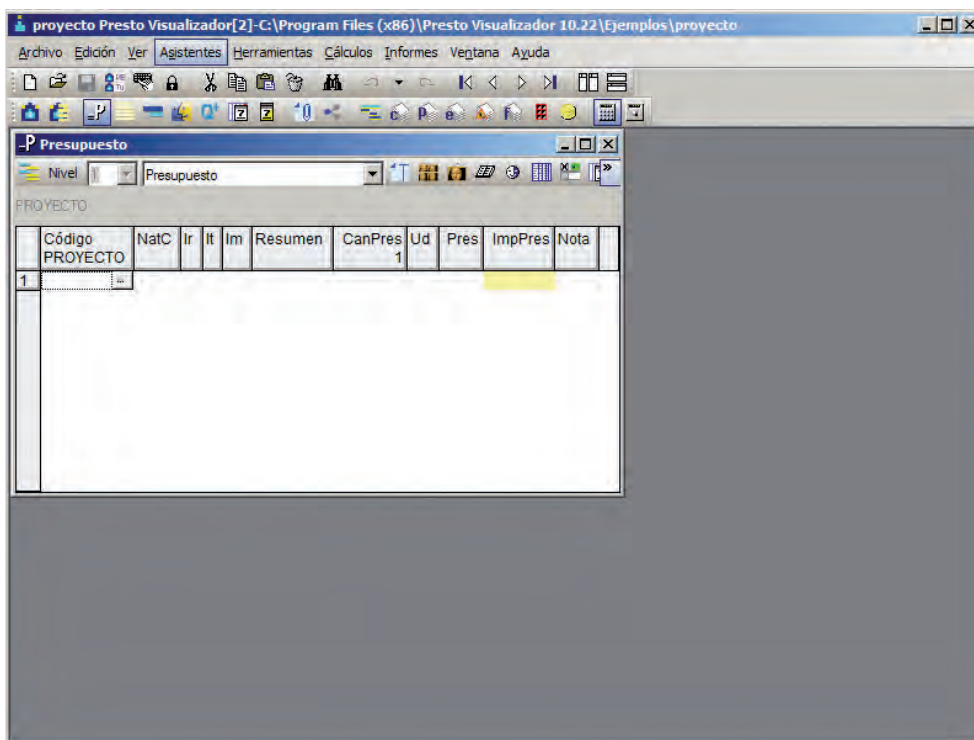 proyecto Presto Visualizador[2]-C:\Program Files (x86)\Presto Visualizador 10.22\Ejemplos\proyecto
Archivo Edición Ver Asistentes Herramientas Cálculos Informes Ventana Ayuda
Presupuesto
Nivel 1 Presupuesto
PROYECTO
Código NatC Ir It Im Resumen CanPres Ud Pres ImpPres Nota
PROYECTO 1
1 ...